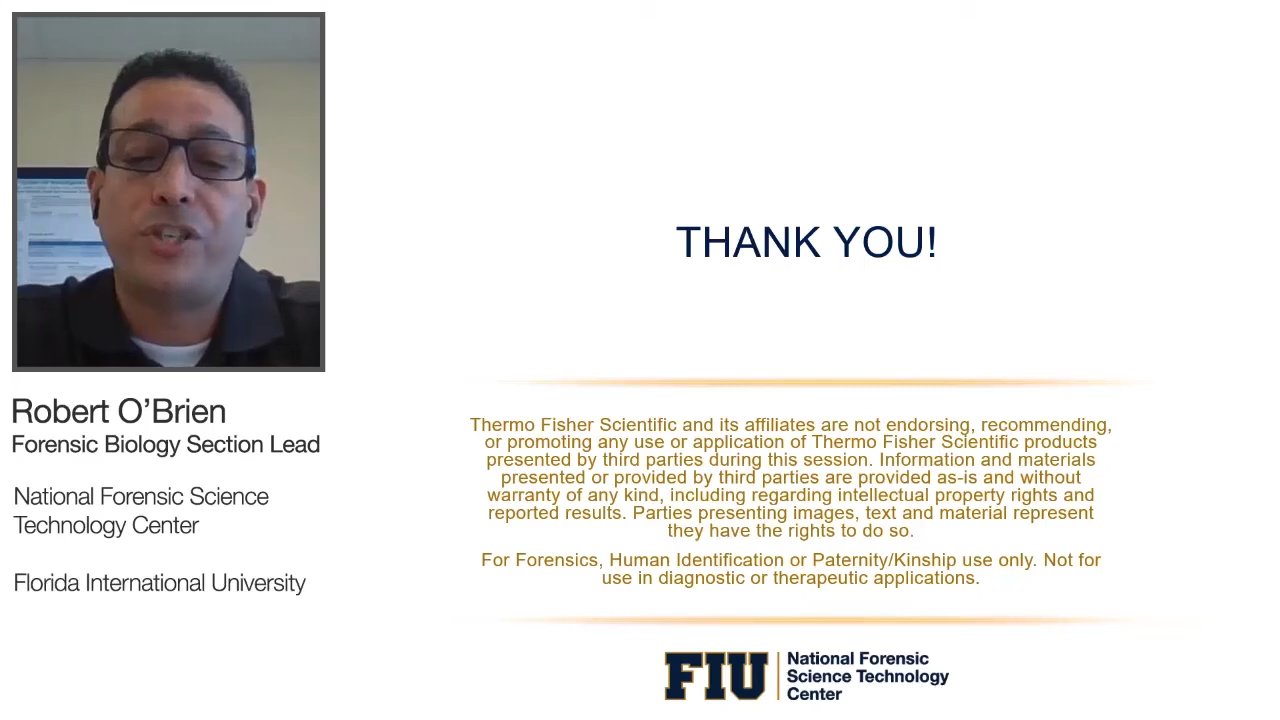 Robert O’Brien
Forensic Biology Section Lead
National Forensic Science
Technology Center
Florida International University
THANK YOU!
Thermo Fisher Scientific and its affiliates are not endorsing, recommending,
or promoting any use or application of Thermo Fisher Scientific products
presented by third parties during this session. Information and materials
presented or provided by third parties are provided as-is and without
warranty of any kind, including regarding intellectual property rights and
reported results. Parties presenting images, text and material represent
they have the rights to do so.
For Forensics, Human Identification or Paternity/Kinship use only. Not for
use in diagnostic or therapeutic applications.
FIU
National Forensic
Science Technology
Center